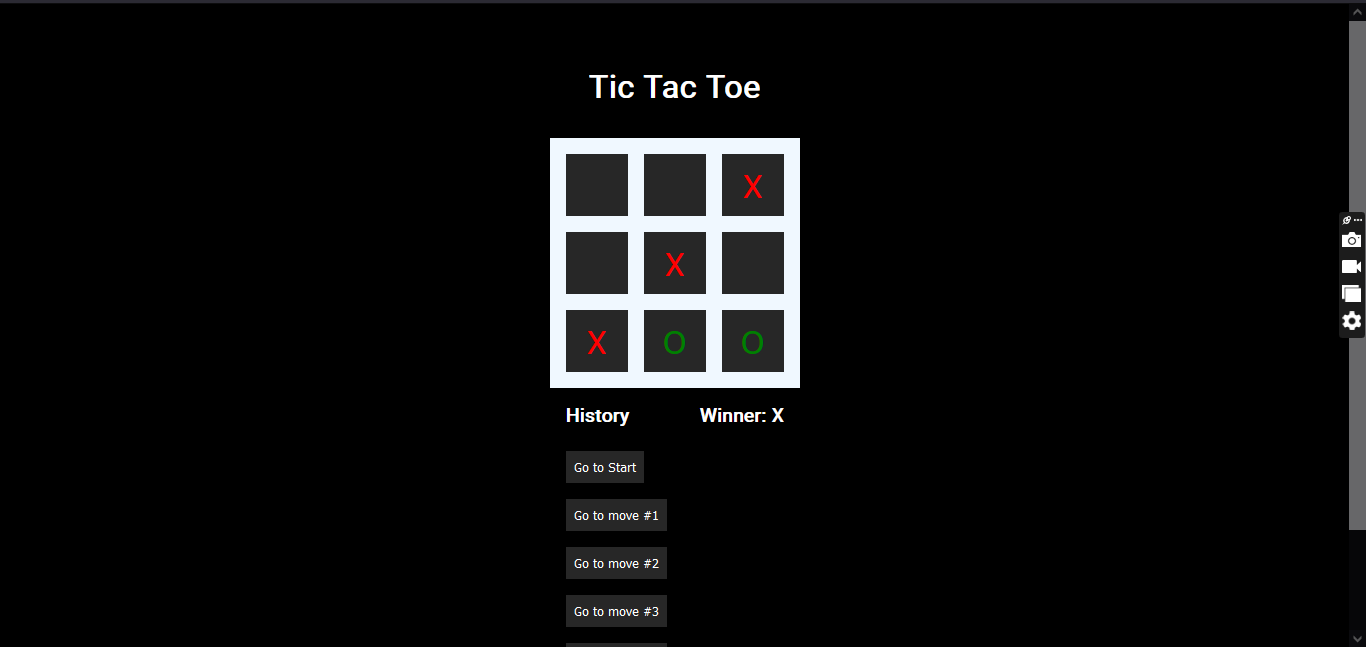 Tic Tac Toe
X
X
X O O
History Winner: X
Go to Start
Go to move #1
Go to move #2
Go to move #3